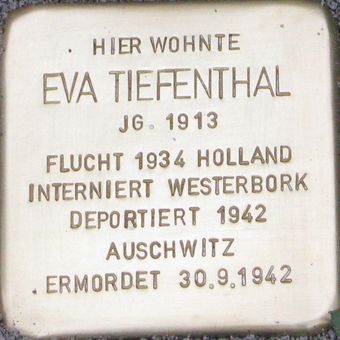 HIER WOHNTE
EVA TIEFENTHAL
JG. 1913
FLUCHT 1934 HOLLAND
INTERNIERT WESTERBORK
DEPORTIERT 1942
AUSCHWITZ
ERMORDET 30.9.1942